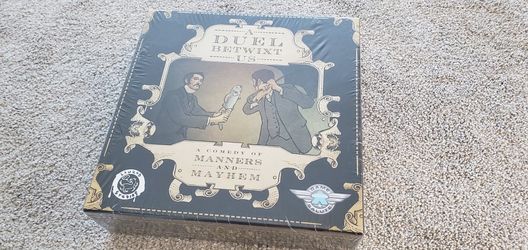 A
DUEL
BETWIXT
US
A COMEDY OF
MANNERS
AND
MAYHEM